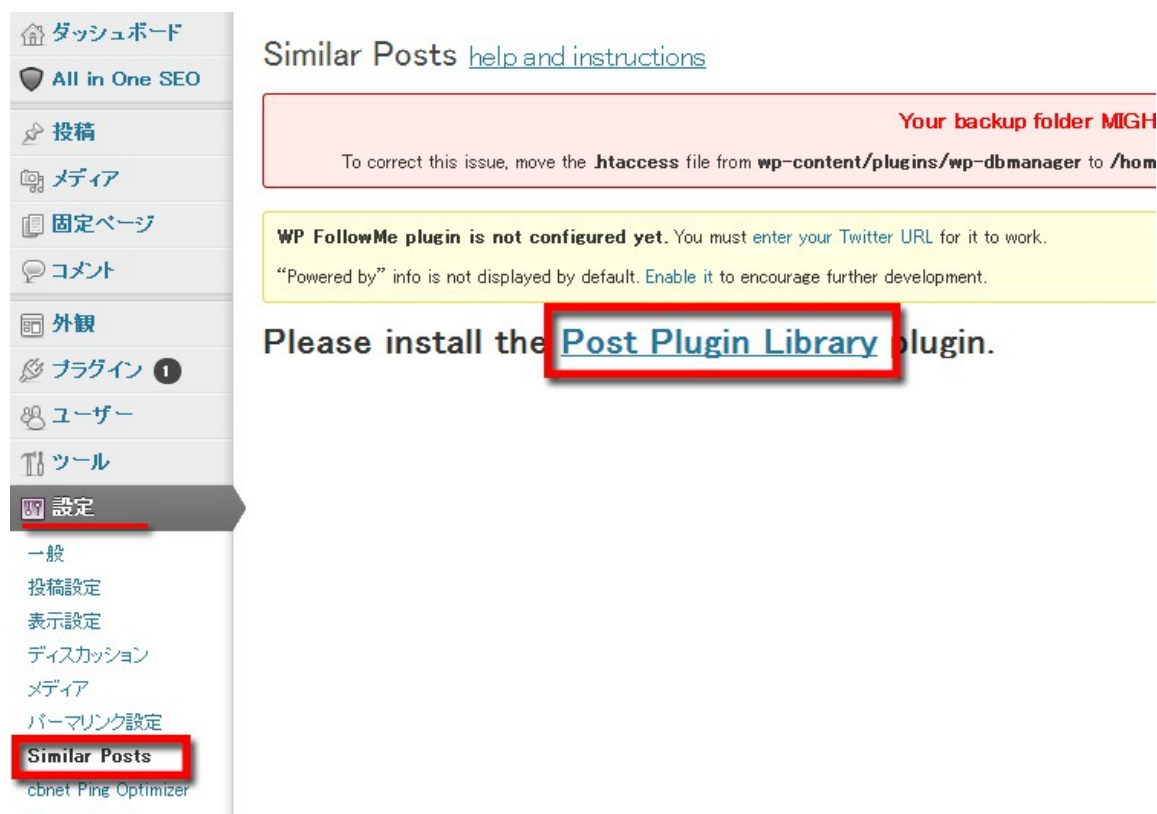 ダッシュボード
All in One SEO
投稿
メディア
固定ページ
コメント
外観
プラグイン 1
ユーザー
ツール
設定
一般
投稿設定
表示設定
ディスカッション
メディア
パーマリンク設定
Similar Posts
cbnet Ping Optimizer
Similar Posts help and instructions
Your backup folder MIGH
To correct this issue, move the .htaccess file from wp-content/plugins/wp-dbmanager to /hom
WP FollowMe plugin is not configured yet. You must enter your Twitter URL for it to work.
“Powered by” info is not displayed by default. Enable it to encourage further development.
Please install the Post Plugin Library plugin.